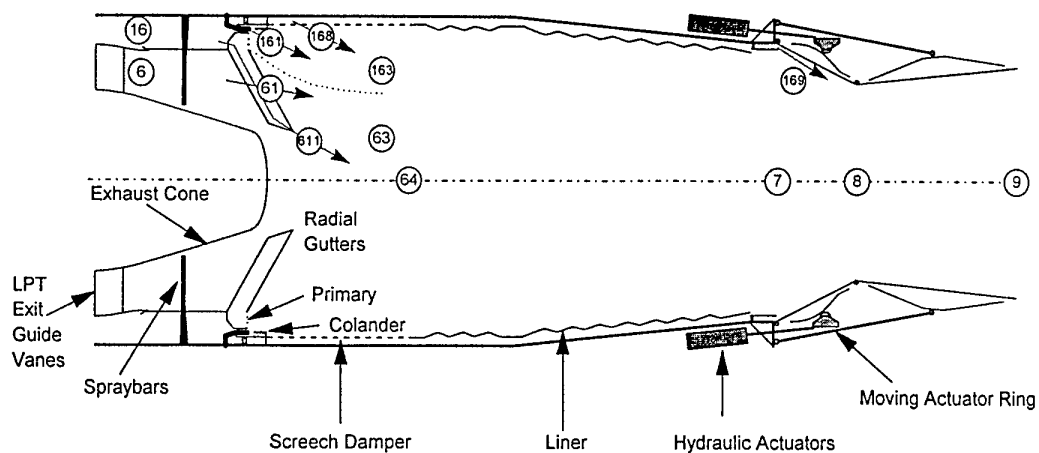 16
161
168
163
6
61
169
63
611
64
7
8
9
Exhaust Cone
Radial
Gutters
LPT
Exit
Guide
Vanes
Primary
Colander
Spraybars
Moving Actuator Ring
Screech Damper
Liner
Hydraulic Actuators